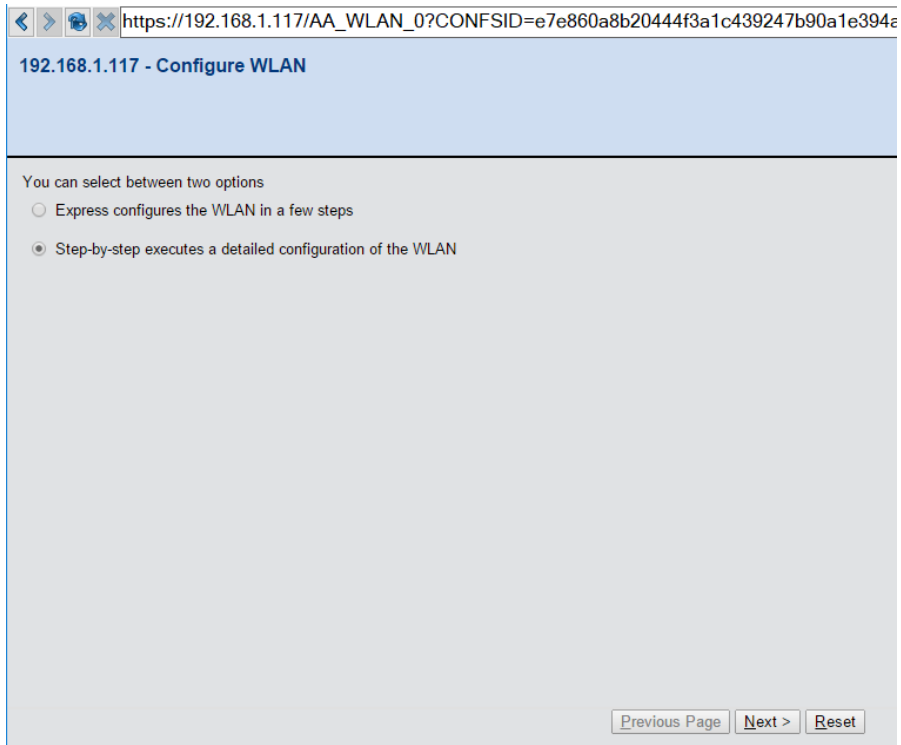 https://192.168.1.117/AA_WLAN_0?CONFSID=e7e860a8b20444f3a1c439247b90a1e394a
192.168.1.117 - Configure WLAN
You can select between two options
Express configures the WLAN in a few steps
Step-by-step executes a detailed configuration of the WLAN
Previous Page Next > Reset